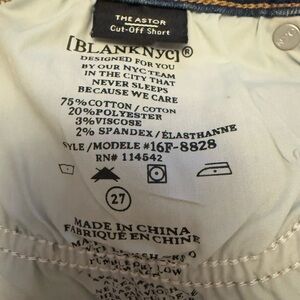 THE ASTOR
Cut-Off Short
[BLANKNYC]®
DESIGNED FOR YOU
BY OUR NYC TEAM
IN THE CITY THAT
NEVER SLEEPS
BECAUSE WE CARE
75% COTTON / COTON
20% POLYESTER
3% VISCOSE
2% SPANDEX / ÉLASTHANNE
STYLE / MODELE #16F-8828
RN# 114542
27
MADE IN CHINA
FABRIQUÉ EN CHINE